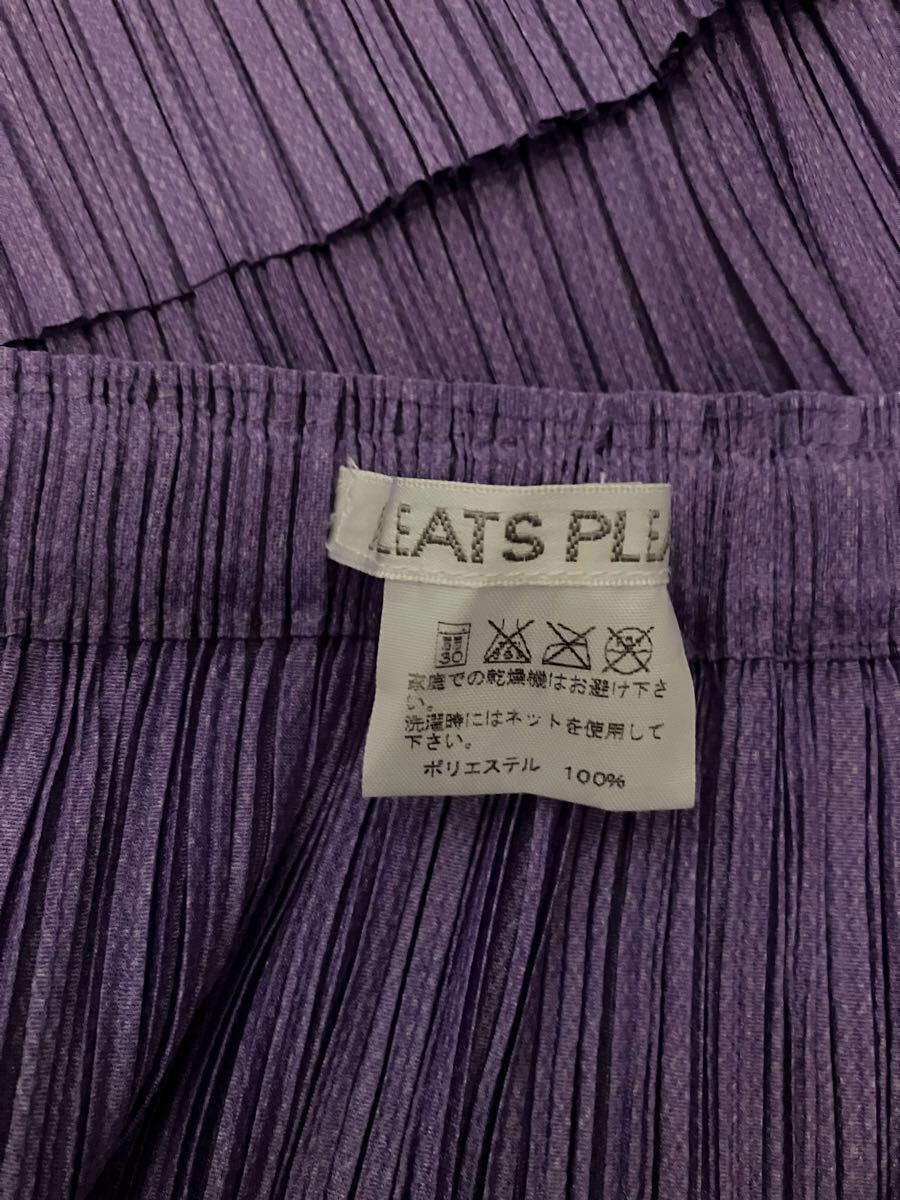 LEATS PLEA
30
家庭での乾燥機はお避け下さ
い。
洗濯時にはネットを使用して
下さい。
ポリエステル 100%